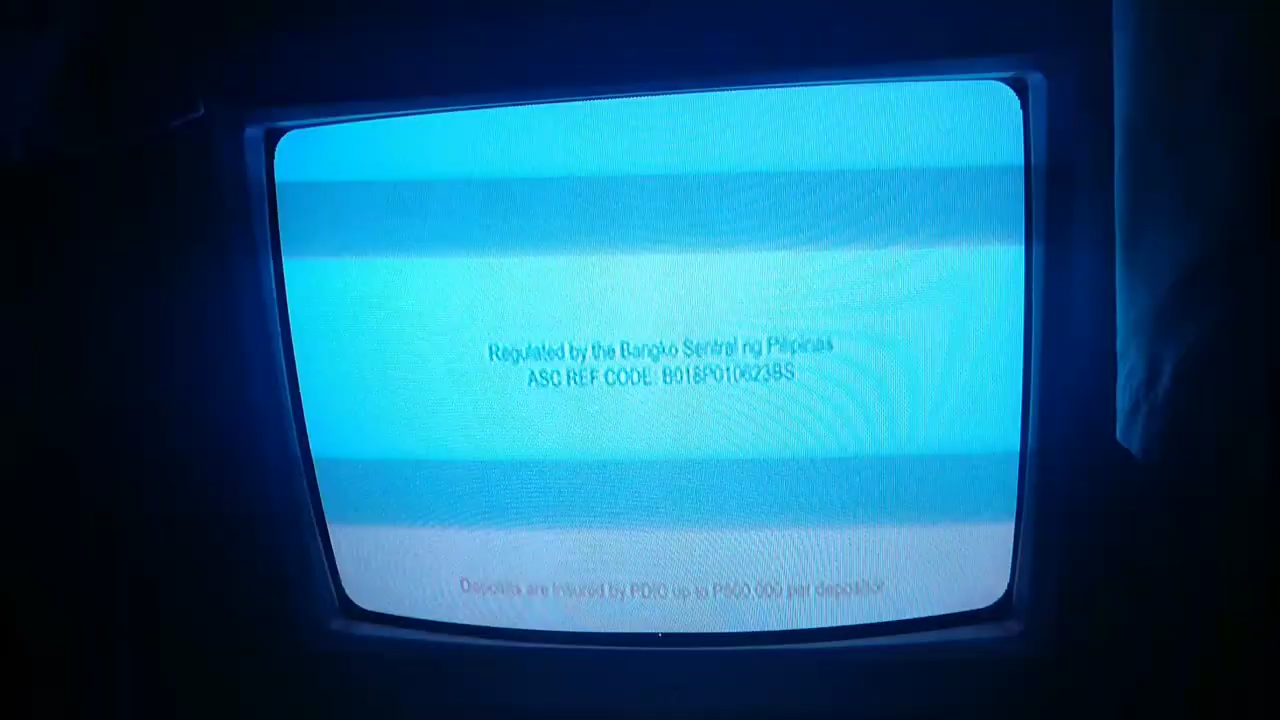 Regulated by the Bangko Sentral ng Pilipinas
ASC REF CODE: B018P010623BS
Deposits are insured by PDIC up to P500,000 per depositor